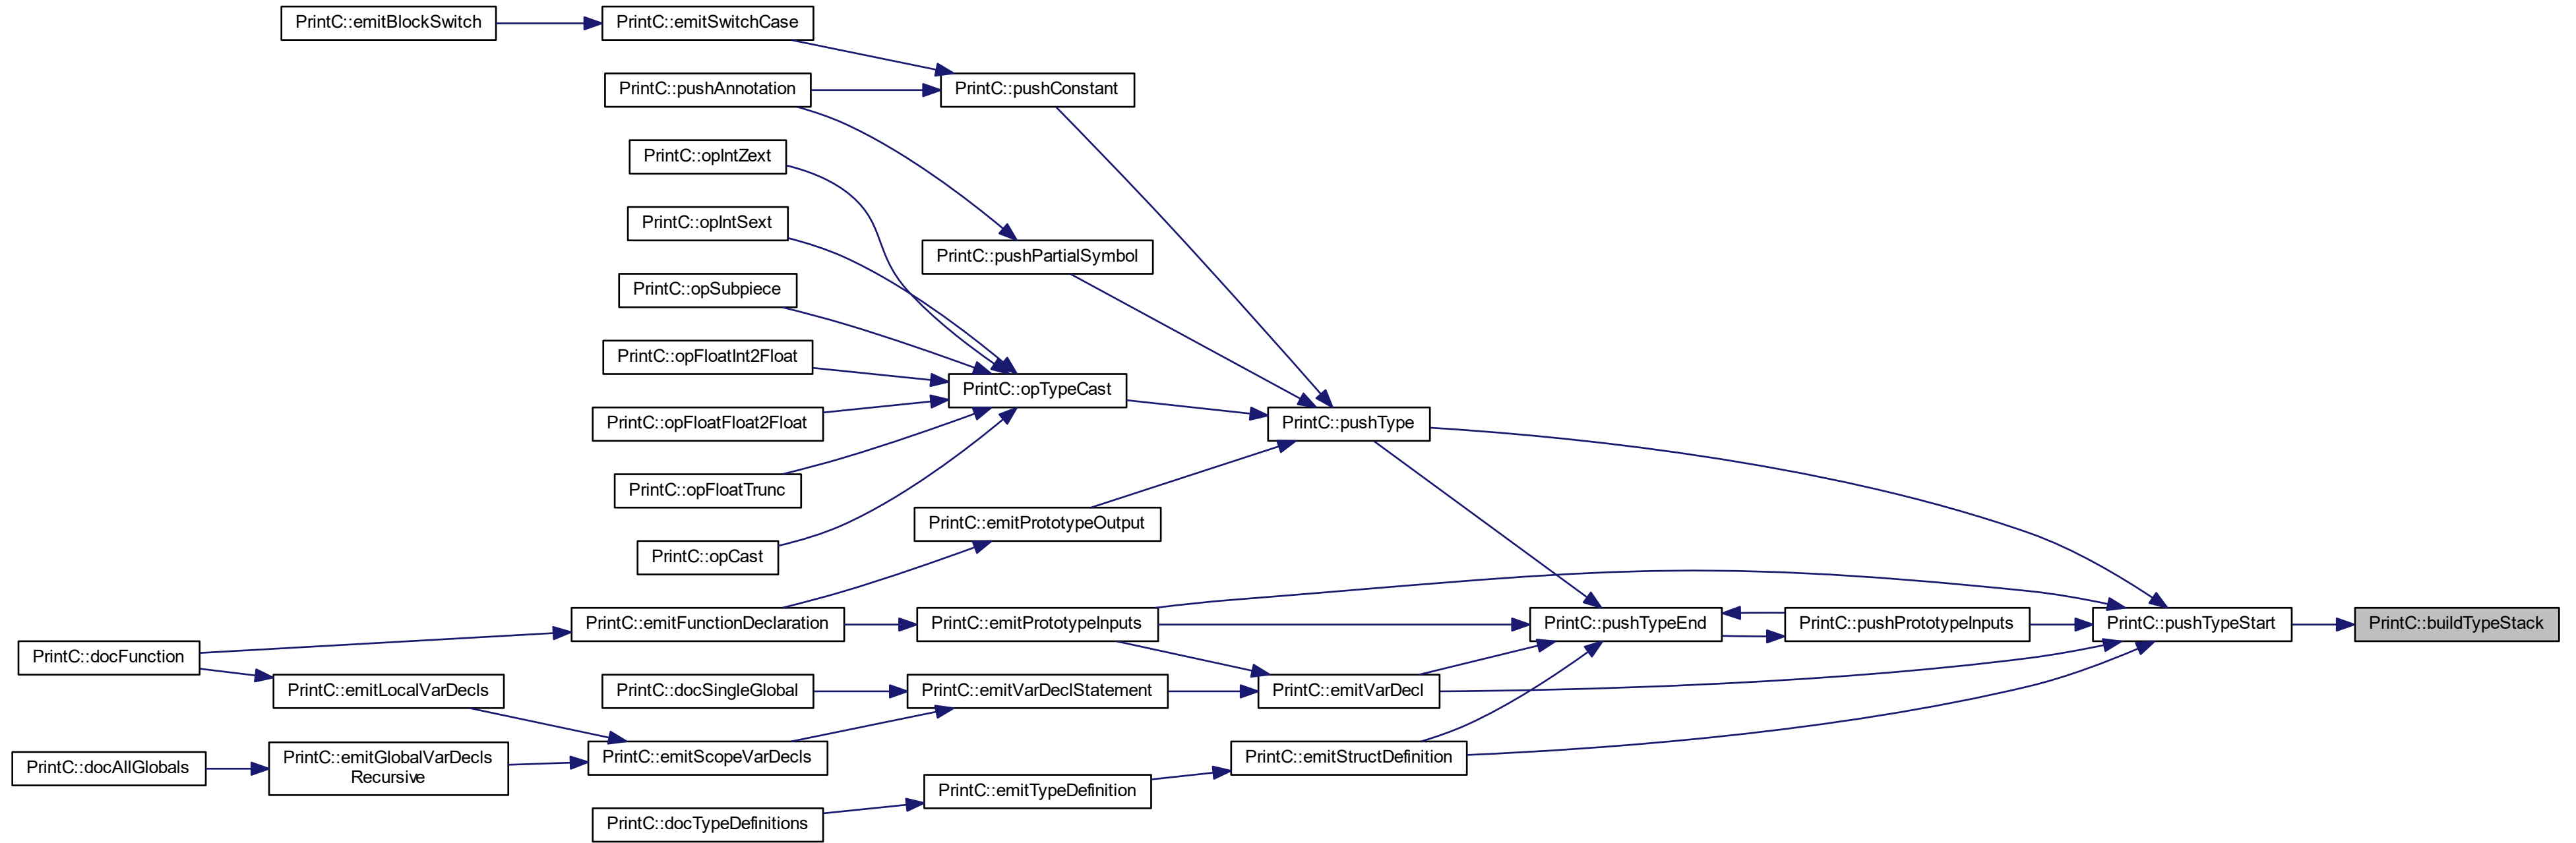 PrintC::emitBlockSwitch
PrintC::emitSwitchCase
PrintC::pushAnnotation
PrintC::pushConstant
PrintC::opIntZext
PrintC::opIntSext
PrintC::pushPartialSymbol
PrintC::opSubpiece
PrintC::opFloatInt2Float
PrintC::opTypeCast
PrintC::opFloatFloat2Float
PrintC::pushType
PrintC::opFloatTrunc
PrintC::emitPrototypeOutput
PrintC::opCast
PrintC::emitFunctionDeclaration
PrintC::emitPrototypeInputs
PrintC::pushTypeEnd
PrintC::pushPrototypeInputs
PrintC::pushTypeStart
PrintC::buildTypeStack
PrintC::docFunction
PrintC::emitLocalVarDecls
PrintC::docSingleGlobal
PrintC::emitVarDeclStatement
PrintC::emitVarDecl
PrintC::docAllGlobals
PrintC::emitGlobalVarDecls
Recursive
PrintC::emitScopeVarDecls
PrintC::emitStructDefinition
PrintC::emitTypeDefinition
PrintC::docTypeDefinitions